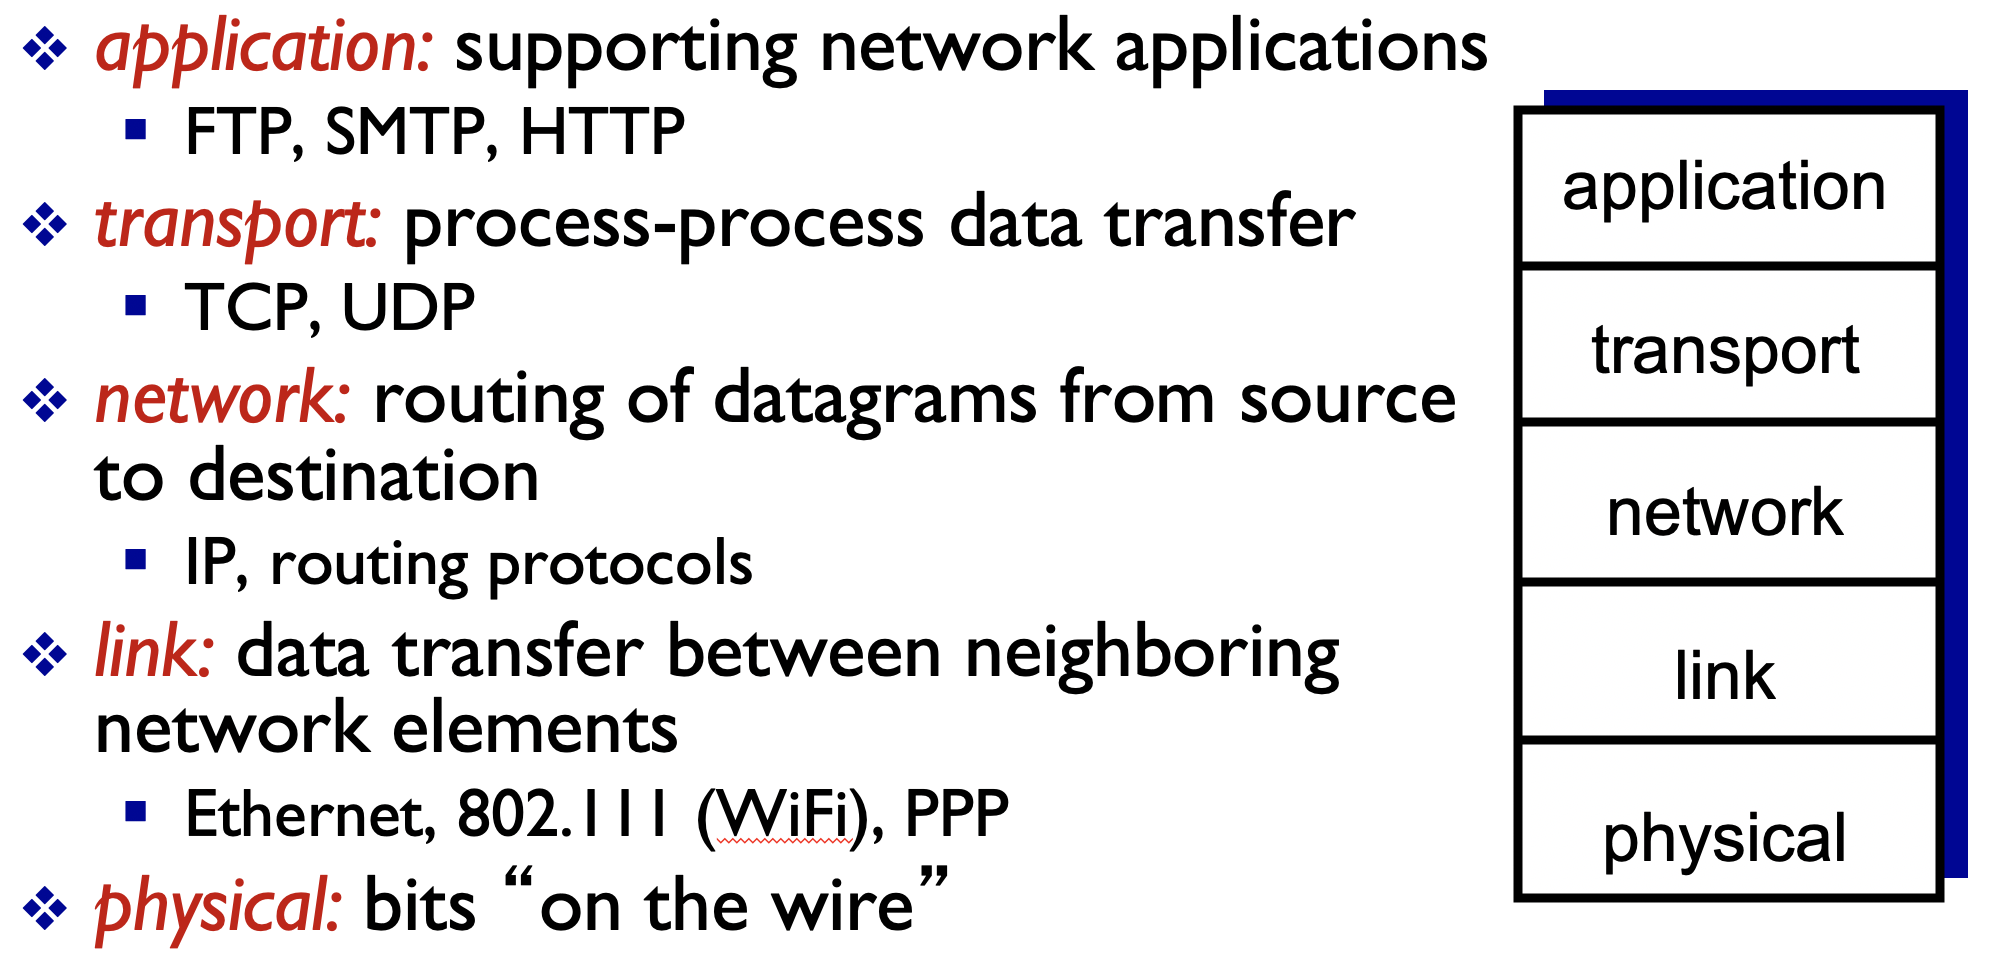 application: supporting network applications
FTP, SMTP, HTTP
transport: process-process data transfer
TCP, UDP
network: routing of datagrams from source
to destination
IP, routing protocols
link: data transfer between neighboring
network elements
Ethernet, 802.111 (WiFi), PPP
physical: bits “on the wire”
application
transport
network
link
physical